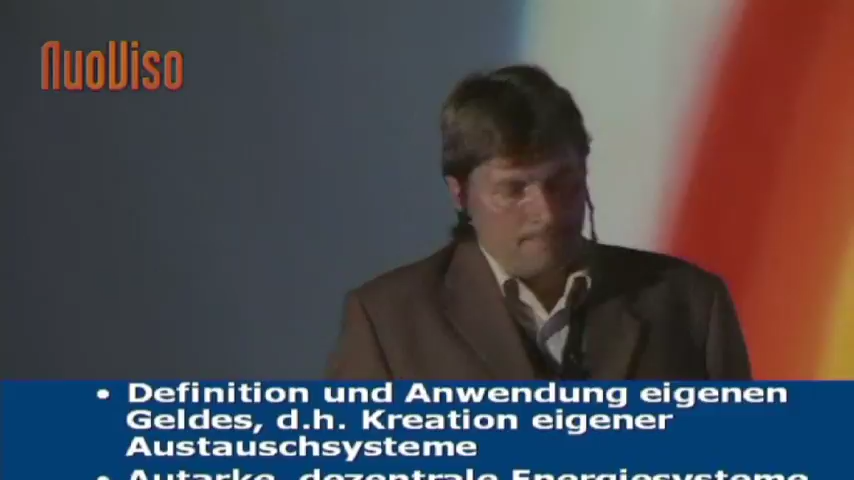 NuoViso
• Definition und Anwendung eigenen
Geldes, d.h. Kreation eigener
Austauschsysteme
• Autarke, dezentrale Energiesysteme